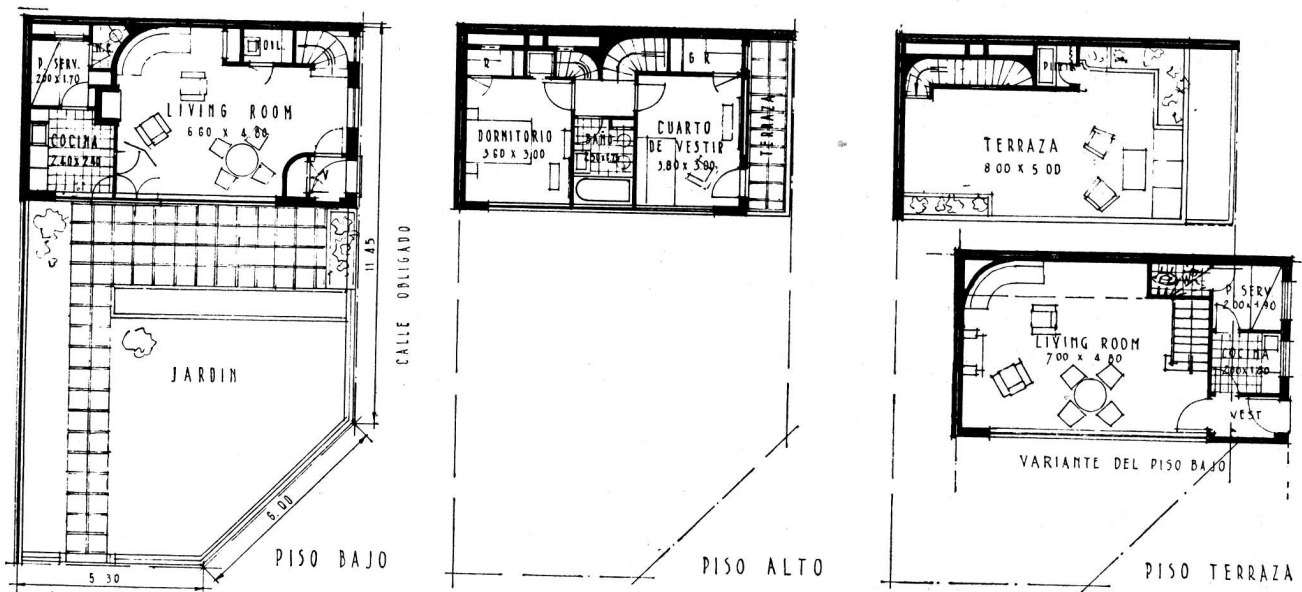 W.C.
TOIL.
P. SERV.
2.00 x 1.70
LIVING ROOM
6.60 x 4.80
COCINA
2.40 x 2.40
V
JARDIN
CALLE OBLIGADO
11.45
6.00
5.30
PISO BAJO
R
G R
DORMITORIO
3.60 x 3.00
BAÑO
CUARTO
DE VESTIR
3.80 x 3.00
TERRAZA
PISO ALTO
TERRAZA
8.00 x 5.00
P. SERV
2.00 x 1.90
LIVING ROOM
7.00 x 4.80
COCINA
VEST
VARIANTE DEL PISO BAJO
PISO TERRAZA